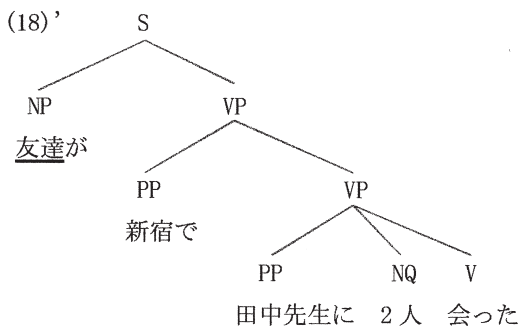 (18)’ S
NP VP
友達が
PP VP
新宿で
PP NQ V
田中先生に 2人 会った